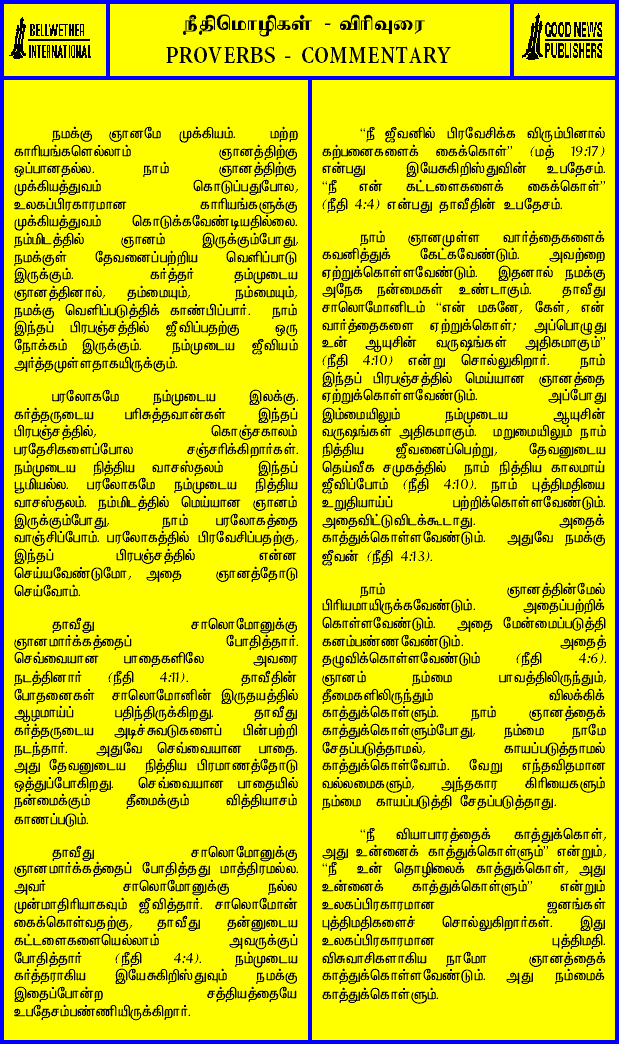 BELLWETHER
INTERNATIONAL
நீதிமொழிகள் - விரிவுரை
PROVERBS - COMMENTARY
GOOD NEWS
PUBLISHERS
நமக்கு ஞானமே முக்கியம். மற்ற
காரியங்களெல்லாம் ஞானத்திற்கு
ஒப்பானதல்ல. நாம் ஞானத்திற்கு
முக்கியத்துவம் கொடுப்பதுபோல,
உலகப்பிரகாரமான காரியங்களுக்கு
முக்கியத்துவம் கொடுக்கவேண்டியதில்லை.
நம்மிடத்தில் ஞானம் இருக்கும்போது,
நமக்குள் தேவனைப்பற்றிய வெளிப்பாடு
இருக்கும். கர்த்தர் தம்முடைய
ஞானத்தினால், தம்மையும், நம்மையும்,
நமக்கு வெளிப்படுத்திக் காண்பிப்பார். நாம்
இந்தப் பிரபஞ்சத்தில் ஜீவிப்பதற்கு ஒரு
நோக்கம் இருக்கும். நம்முடைய ஜீவியம்
அர்த்தமுள்ளதாகயிருக்கும்.
பரலோகமே நம்முடைய இலக்கு.
கர்த்தருடைய பரிசுத்தவான்கள் இந்தப்
பிரபஞ்சத்தில், கொஞ்சகாலம்
பரதேசிகளைப்போல சஞ்சரிக்கிறார்கள்.
நம்முடைய நித்திய வாசஸ்தலம் இந்தப்
பூமியல்ல. பரலோகமே நம்முடைய நித்திய
வாசஸ்தலம். நம்மிடத்தில் மெய்யான ஞானம்
இருக்கும்போது, நாம் பரலோகத்தை
வாஞ்சிப்போம். பரலோகத்தில் பிரவேசிப்பதற்கு,
இந்தப் பிரபஞ்சத்தில் என்ன
செய்யவேண்டுமோ, அதை ஞானத்தோடு
செய்வோம்.
தாவீது சாலொமோனுக்கு
ஞானமார்க்கத்தைப் போதித்தார்.
செவ்வையான பாதைகளிலே அவரை
நடத்தினார் (நீதி 4:11). தாவீதின்
போதனைகள் சாலொமோனின் இருதயத்தில்
ஆழமாய்ப் பதிந்திருக்கிறது. தாவீது
கர்த்தருடைய அடிச்சுவடுகளைப் பின்பற்றி
நடந்தார். அதுவே செவ்வையான பாதை.
அது தேவனுடைய நித்திய பிரமாணத்தோடு
ஒத்துப்போகிறது. செவ்வையான பாதையில்
நன்மைக்கும் தீமைக்கும் வித்தியாசம்
காணப்படும்.
தாவீது சாலொமோனுக்கு
ஞானமார்க்கத்தைப் போதித்தது மாத்திரமல்ல.
அவர் சாலொமோனுக்கு நல்ல
முன்மாதிரியாகவும் ஜீவித்தார். சாலொமோன்
கைக்கொள்வதற்கு, தாவீது தன்னுடைய
கட்டளைகளையெல்லாம் அவருக்குப்
போதித்தார் (நீதி 4:4). நம்முடைய
கர்த்தராகிய இயேசுகிறிஸ்துவும் நமக்கு
இதைப்போன்ற சத்தியத்தையே
உபதேசம்பண்ணியிருக்கிறார்.
“நீ ஜீவனில் பிரவேசிக்க விரும்பினால்
கற்பனைகளைக் கைக்கொள்” (மத் 19:17)
என்பது இயேசுகிறிஸ்துவின் உபதேசம்.
“நீ என் கட்டளைகளைக் கைக்கொள்”
(நீதி 4:4) என்பது தாவீதின் உபதேசம்.
நாம் ஞானமுள்ள வார்த்தைகளைக்
கவனித்துக் கேட்கவேண்டும். அவற்றை
ஏற்றுக்கொள்ளவேண்டும். இதனால் நமக்கு
அநேக நன்மைகள் உண்டாகும். தாவீது
சாலொமோனிடம் “என் மகனே, கேள், என்
வார்த்தைகளை ஏற்றுக்கொள்; அப்பொழுது
உன் ஆயுசின் வருஷங்கள் அதிகமாகும்”
(நீதி 4:10) என்று சொல்லுகிறார். நாம்
இந்தப் பிரபஞ்சத்தில் மெய்யான ஞானத்தை
ஏற்றுக்கொள்ளவேண்டும். அப்போது
இம்மையிலும் நம்முடைய ஆயுசின்
வருஷங்கள் அதிகமாகும். மறுமையிலும் நாம்
நித்திய ஜீவனைப்பெற்று, தேவனுடைய
தெய்வீக சமுகத்தில் நாம் நித்திய காலமாய்
ஜீவிப்போம் (நீதி 4:10). நாம் புத்திமதியை
உறுதியாய்ப் பற்றிக்கொள்ளவேண்டும்.
அதைவிட்டுவிடக்கூடாது. அதைக்
காத்துக்கொள்ளவேண்டும். அதுவே நமக்கு
ஜீவன் (நீதி 4:13).
நாம் ஞானத்தின்மேல்
பிரியமாயிருக்கவேண்டும். அதைப்பற்றிக்
கொள்ளவேண்டும். அதை மேன்மைப்படுத்தி
கனம்பண்ணவேண்டும். அதைத்
தழுவிக்கொள்ளவேண்டும் (நீதி 4:6).
ஞானம் நம்மை பாவத்திலிருந்தும்,
தீமைகளிலிருந்தும் விலக்கிக்
காத்துக்கொள்ளும். நாம் ஞானத்தைக்
காத்துக்கொள்ளும்போது, நம்மை நாமே
சேதப்படுத்தாமல், காயப்படுத்தாமல்
காத்துக்கொள்வோம். வேறு எந்தவிதமான
வல்லமைகளும், அந்தகார கிரியைகளும்
நம்மை காயப்படுத்தி சேதப்படுத்தாது.
“நீ வியாபாரத்தைக் காத்துக்கொள்,
அது உன்னைக் காத்துக்கொள்ளும்” என்றும்,
“நீ உன் தொழிலைக் காத்துக்கொள், அது
உன்னைக் காத்துக்கொள்ளும்” என்றும்
உலகப்பிரகாரமான ஜனங்கள்
புத்திமதிகளைச் சொல்லுகிறார்கள். இது
உலகப்பிரகாரமான புத்திமதி.
விசுவாசிகளாகிய நாமோ ஞானத்தைக்
காத்துக்கொள்ளவேண்டும். அது நம்மைக்
காத்துக்கொள்ளும்.